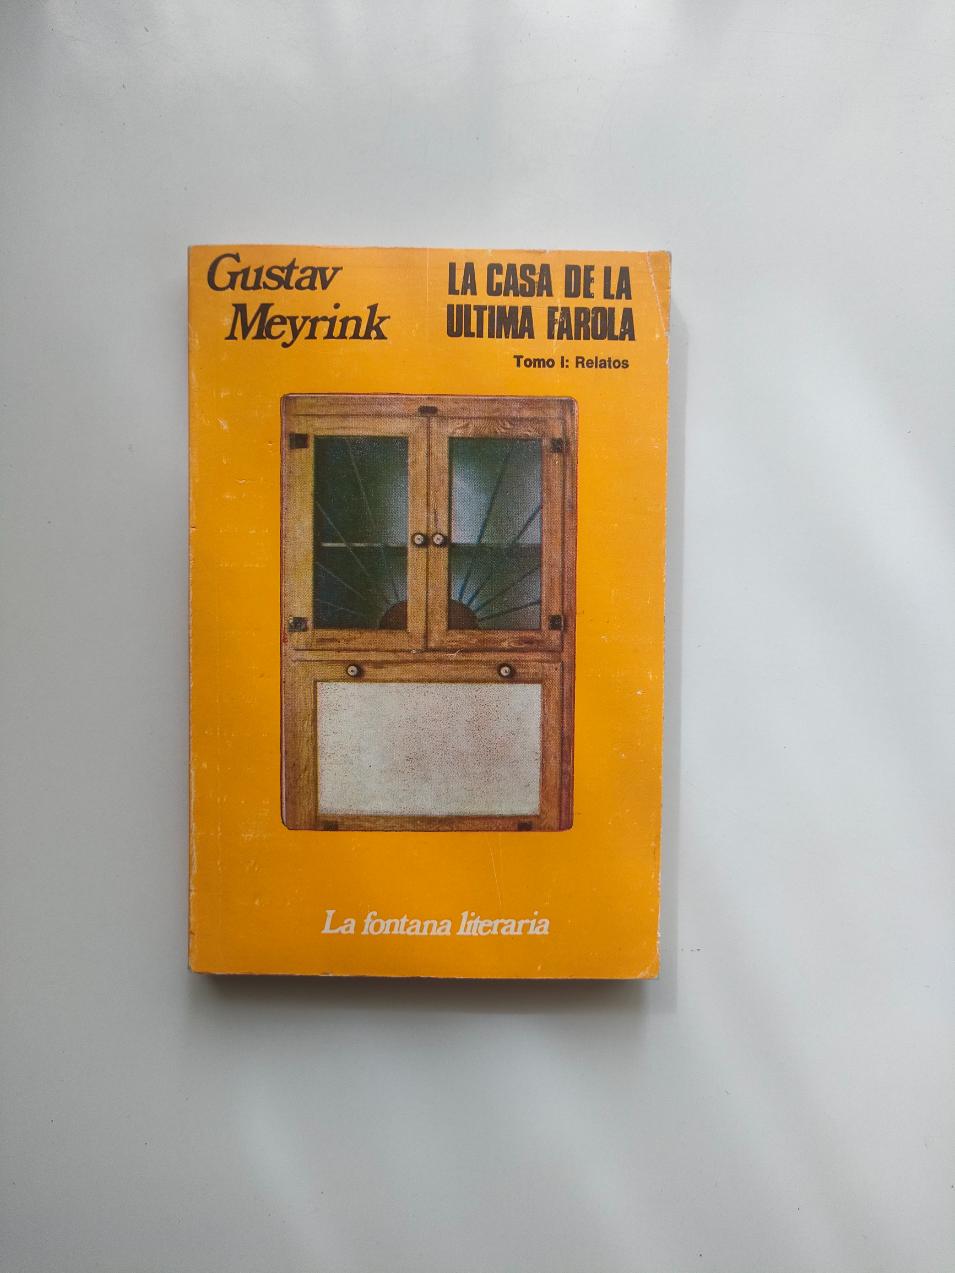 Gustav
Meyrink
LA CASA DE LA
ULTIMA FAROLA
Tomo I: Relatos
La fontana literaria